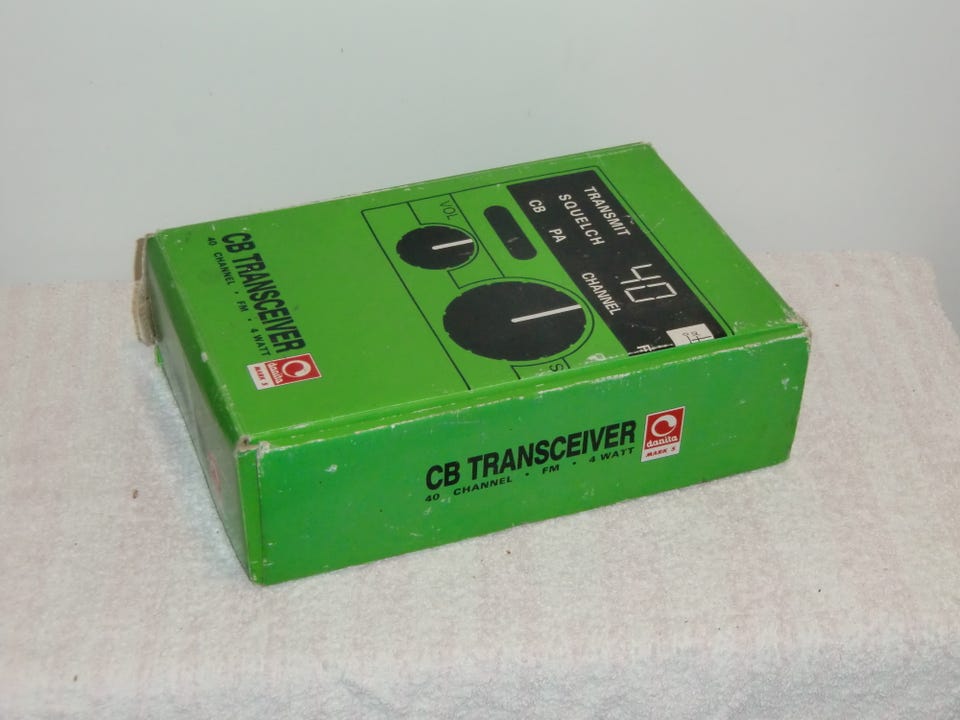 TRANSMIT
SQUELCH
CB PA
40
CHANNEL
VOL
S
CB TRANSCEIVER
40 CHANNEL • FM • 4 WATT
danita
MARK 5
CB TRANSCEIVER
40 CHANNEL • FM • 4 WATT
danita
MARK 5